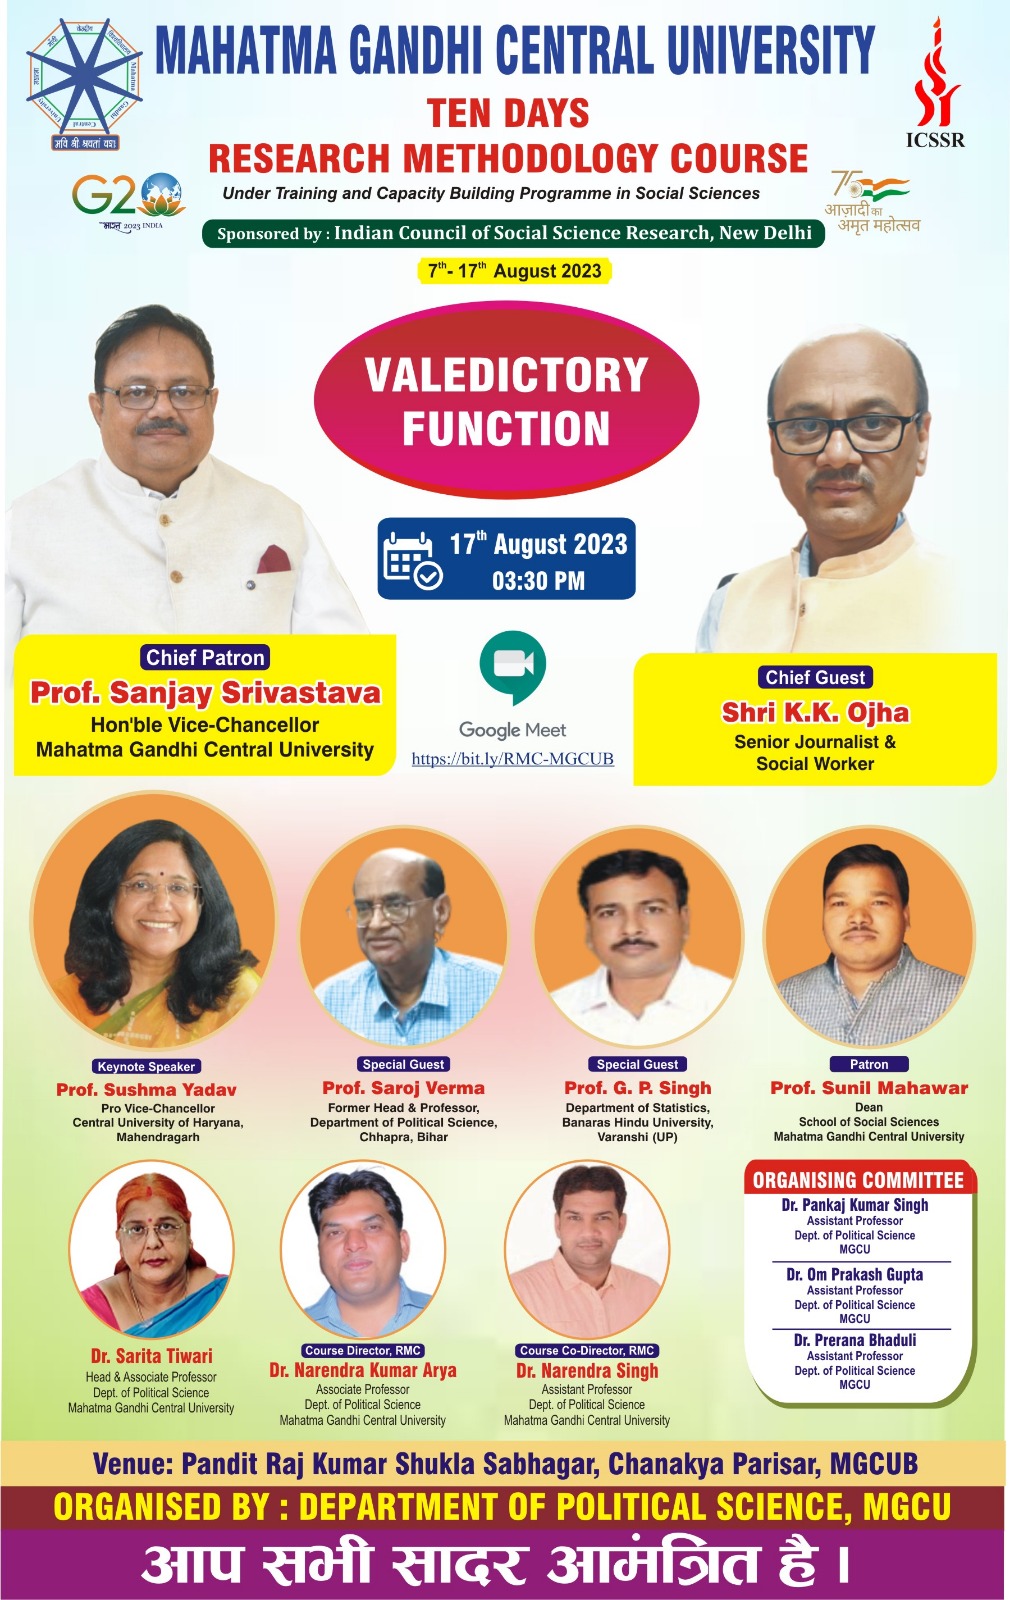 MAHATMA GANDHI CENTRAL UNIVERSITY
TEN DAYS
RESEARCH METHODOLOGY COURSE
Under Training and Capacity Building Programme in Social Sciences
Sponsored by : Indian Council of Social Science Research, New Delhi
7th- 17th August 2023
ICSSR
G20
भारत 2023 INDIA
75
आज़ादी का
अमृत महोत्सव
VALEDICTORY
FUNCTION
17th August 2023
03:30 PM
Chief Patron
Prof. Sanjay Srivastava
Hon'ble Vice-Chancellor
Mahatma Gandhi Central University
Google Meet
https://bit.ly/RMC-MGCUB
Chief Guest
Shri K.K. Ojha
Senior Journalist &
Social Worker
Keynote Speaker
Prof. Sushma Yadav
Pro Vice-Chancellor
Central University of Haryana,
Mahendragarh
Special Guest
Prof. Saroj Verma
Former Head & Professor,
Department of Political Science,
Chhapra, Bihar
Special Guest
Prof. G. P. Singh
Department of Statistics,
Banaras Hindu University,
Varanshi (UP)
Patron
Prof. Sunil Mahawar
Dean
School of Social Sciences
Mahatma Gandhi Central University
Dr. Sarita Tiwari
Head & Associate Professor
Dept. of Political Science
Mahatma Gandhi Central University
Course Director, RMC
Dr. Narendra Kumar Arya
Associate Professor
Dept. of Political Science
Mahatma Gandhi Central University
Course Co-Director, RMC
Dr. Narendra Singh
Assistant Professor
Dept. of Political Science
Mahatma Gandhi Central University
ORGANISING COMMITTEE
Dr. Pankaj Kumar Singh
Assistant Professor
Dept. of Political Science
MGCU
Dr. Om Prakash Gupta
Assistant Professor
Dept. of Political Science
MGCU
Dr. Prerana Bhaduli
Assistant Professor
Dept. of Political Science
MGCU
Venue: Pandit Raj Kumar Shukla Sabhagar, Chanakya Parisar, MGCUB
ORGANISED BY : DEPARTMENT OF POLITICAL SCIENCE, MGCU
आप सभी सादर आमंत्रित है ।